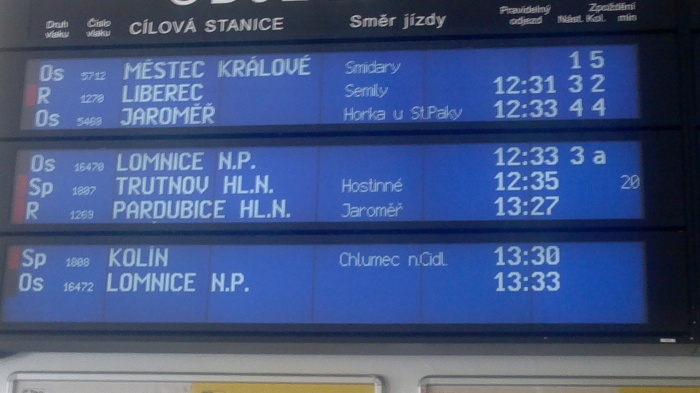 Druh vlaku Číslo vlaku CÍLOVÁ STANICE Směr jízdy Pravidelný odjezd Nást. Kol. Zpoždění min
Os 5712 MĚSTEC KRÁLOVÉ Smidary 1 5
R 1270 LIBEREC Semily 12:31 3 2
Os 5469 JAROMĚŘ Horka u St.Paky 12:33 4 4
Os 16470 LOMNICE N.P. 12:33 3 a
Sp 1807 TRUTNOV HL.N. Hostinné 12:35 20
R 1269 PARDUBICE HL.N. Jaroměř 13:27
Sp 1808 KOLÍN Chlumec n.Cidl. 13:30
Os 16472 LOMNICE N.P. 13:33